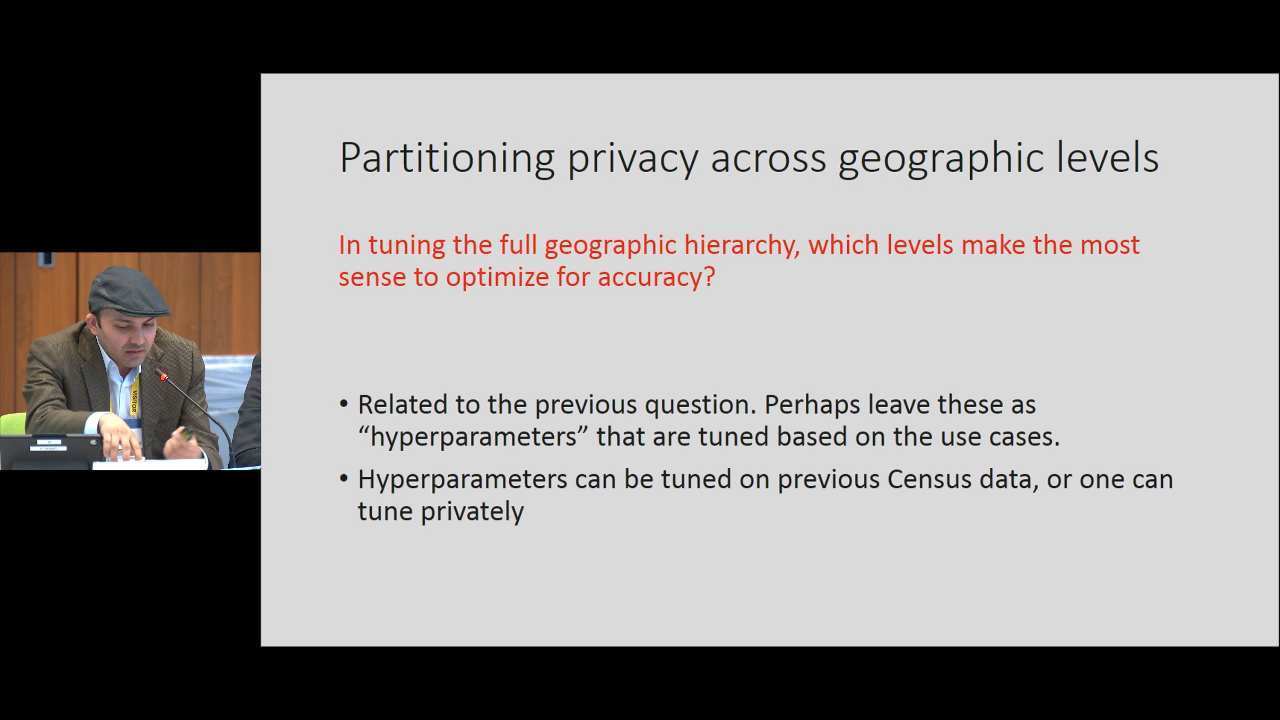 Partitioning privacy across geographic levels
In tuning the full geographic hierarchy, which levels make the most
sense to optimize for accuracy?
• Related to the previous question. Perhaps leave these as
“hyperparameters” that are tuned based on the use cases.
• Hyperparameters can be tuned on previous Census data, or one can
tune privately
VISITOR